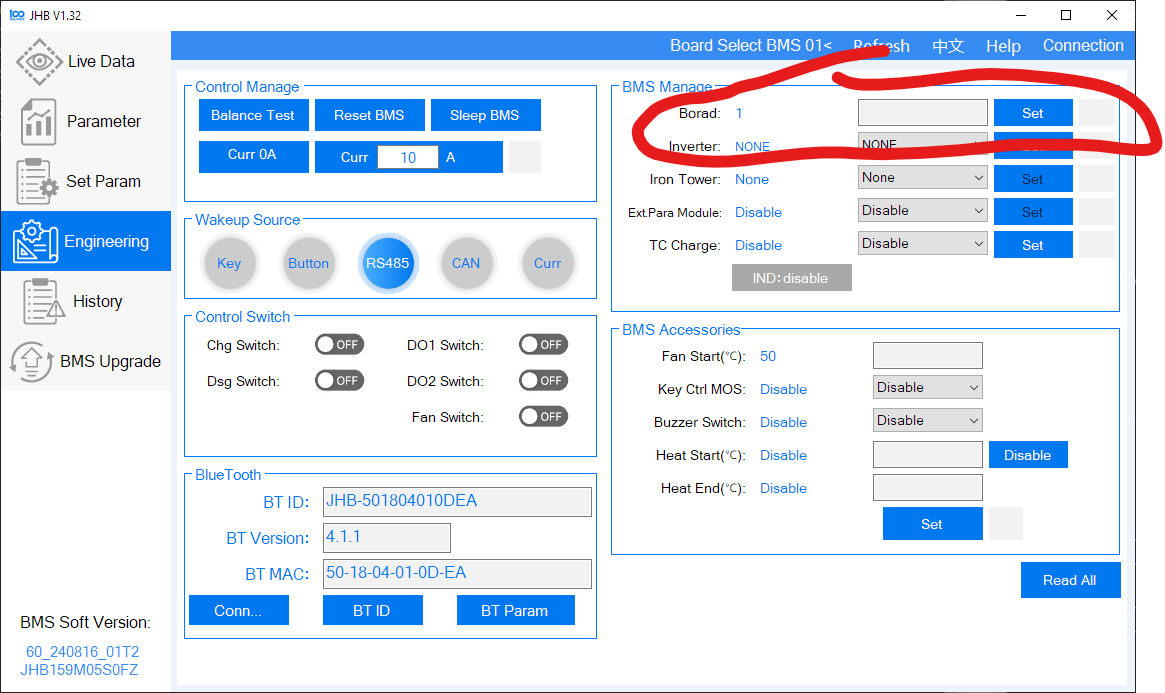 100 BALANCE JHB V1.32
Board Select BMS 01< Refresh 中文 Help Connection
Live Data
Parameter
Set Param
Engineering
History
BMS Upgrade
BMS Soft Version:
60_240816_01T2
JHB159M05S0FZ
Control Manage
Balance Test Reset BMS Sleep BMS
Curr 0A Curr 10 A
Wakeup Source
Key Button RS485 CAN Curr
Control Switch
Chg Switch: OFF DO1 Switch: OFF
Dsg Switch: OFF DO2 Switch: OFF
Fan Switch: OFF
BlueTooth
BT ID: JHB-501804010DEA
BT Version: 4.1.1
BT MAC: 50-18-04-01-0D-EA
Conn... BT ID BT Param
BMS Manage
Borad: 1 Set
Inverter: NONE NONE Set
Iron Tower: None None Set
Ext.Para Module: Disable Disable Set
TC Charge: Disable Disable Set
IND:disable
BMS Accessories
Fan Start(℃): 50
Key Ctrl MOS: Disable Disable
Buzzer Switch: Disable Disable
Heat Start(℃): Disable Disable
Heat End(℃): Disable
Set
Read All